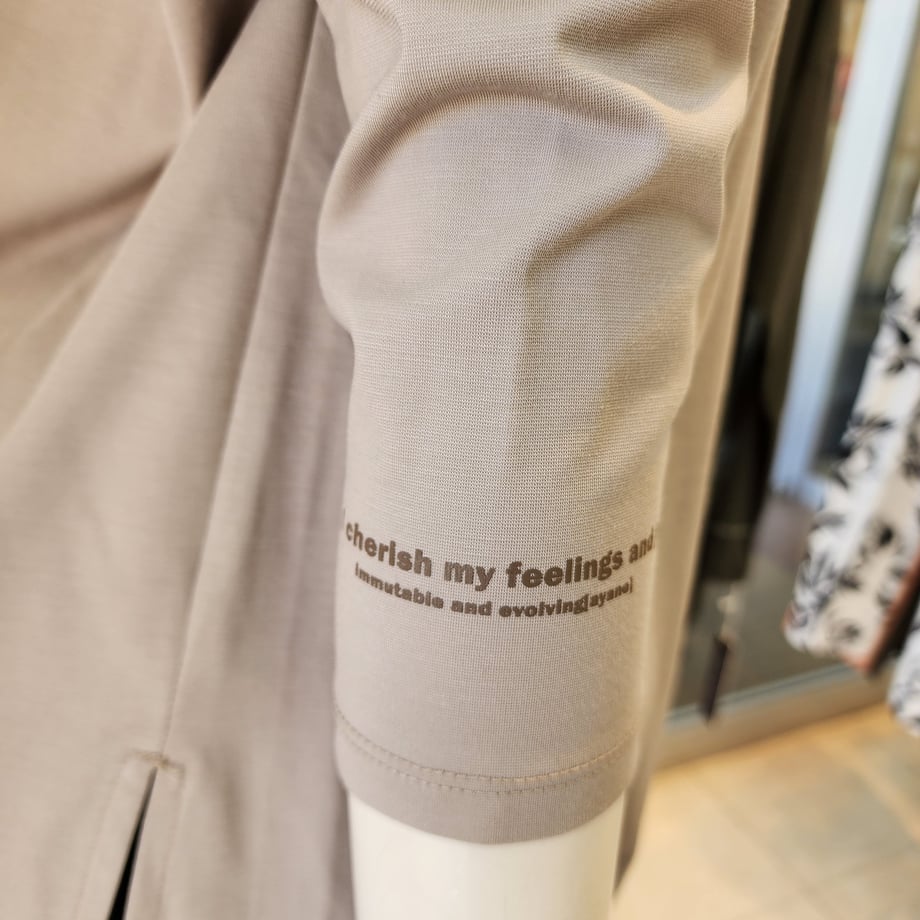 cherish my feelings and
immutable and evolving[ayano]